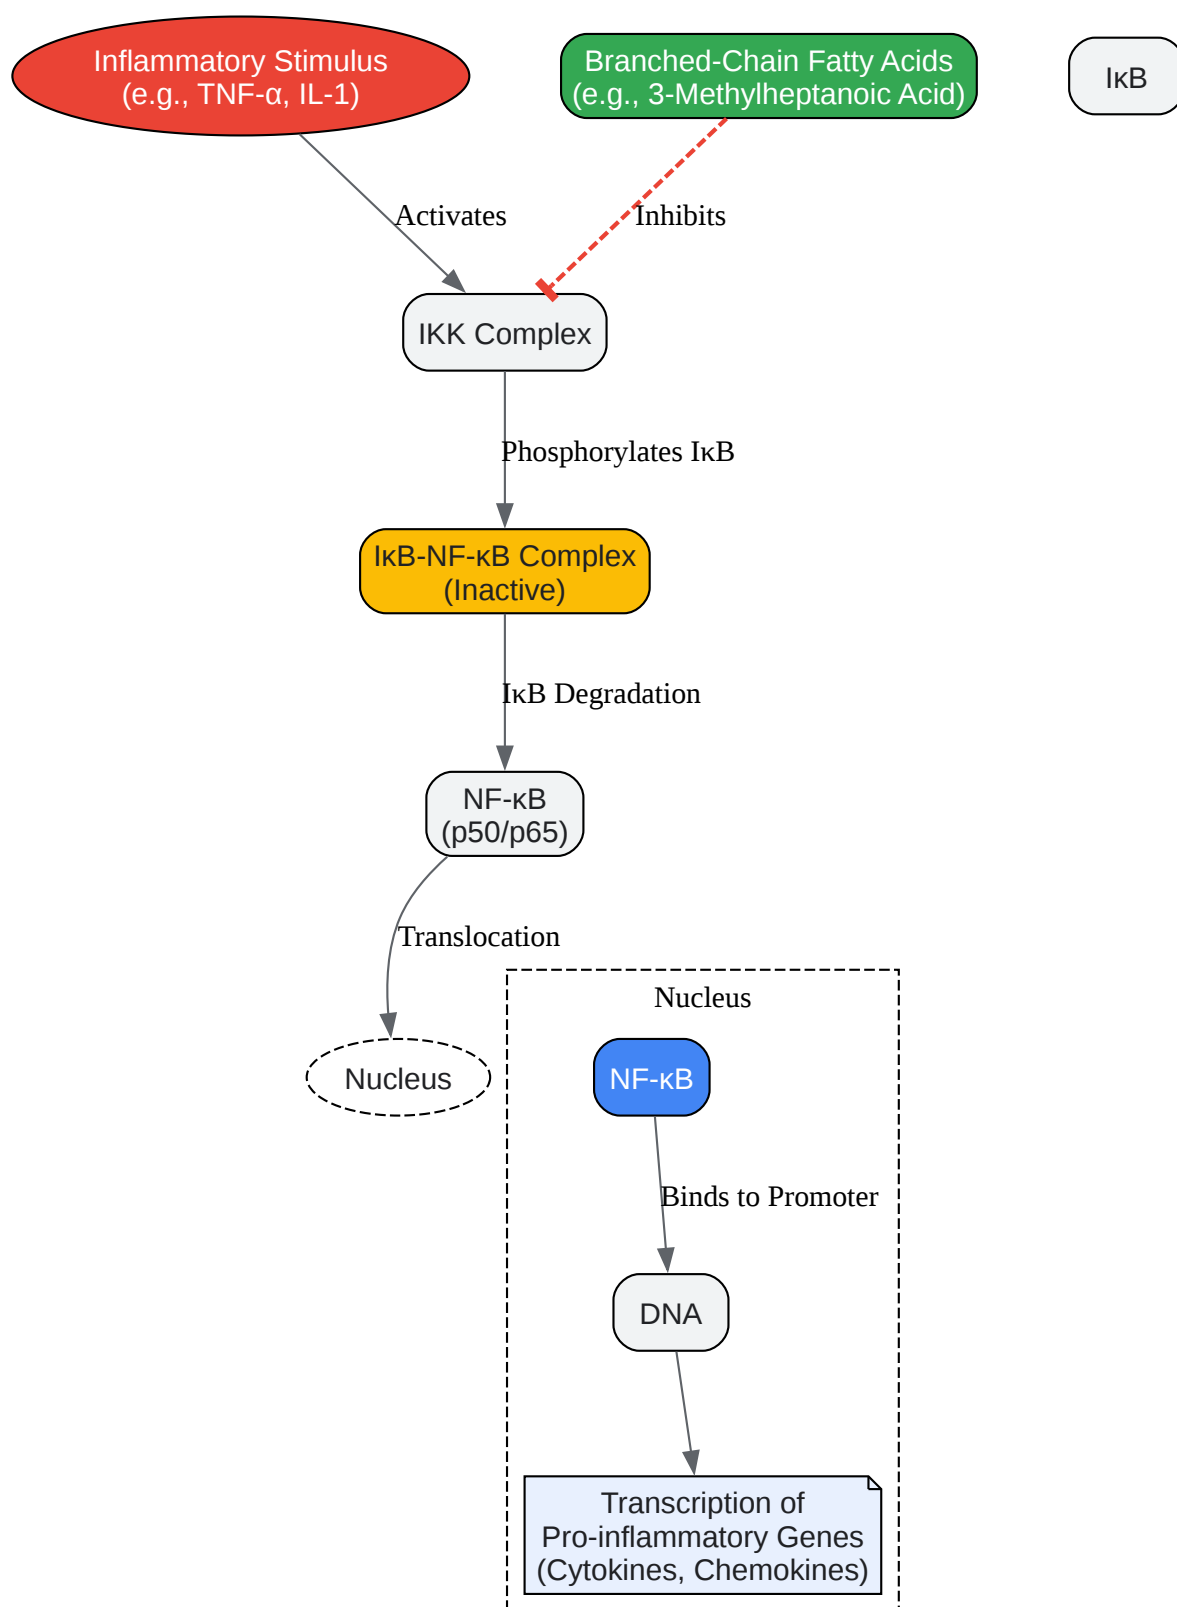 Inflammatory Stimulus
(e.g., TNF-α, IL-1)
Branched-Chain Fatty Acids
(e.g., 3-Methylheptanoic Acid)
IκB
Activates
Inhibits
IKK Complex
Phosphorylates IκB
IκB-NF-κB Complex
(Inactive)
IκB Degradation
NF-κB
(p50/p65)
Translocation
Nucleus
Nucleus
NF-κB
Binds to Promoter
DNA
Transcription of
Pro-inflammatory Genes
(Cytokines, Chemokines)